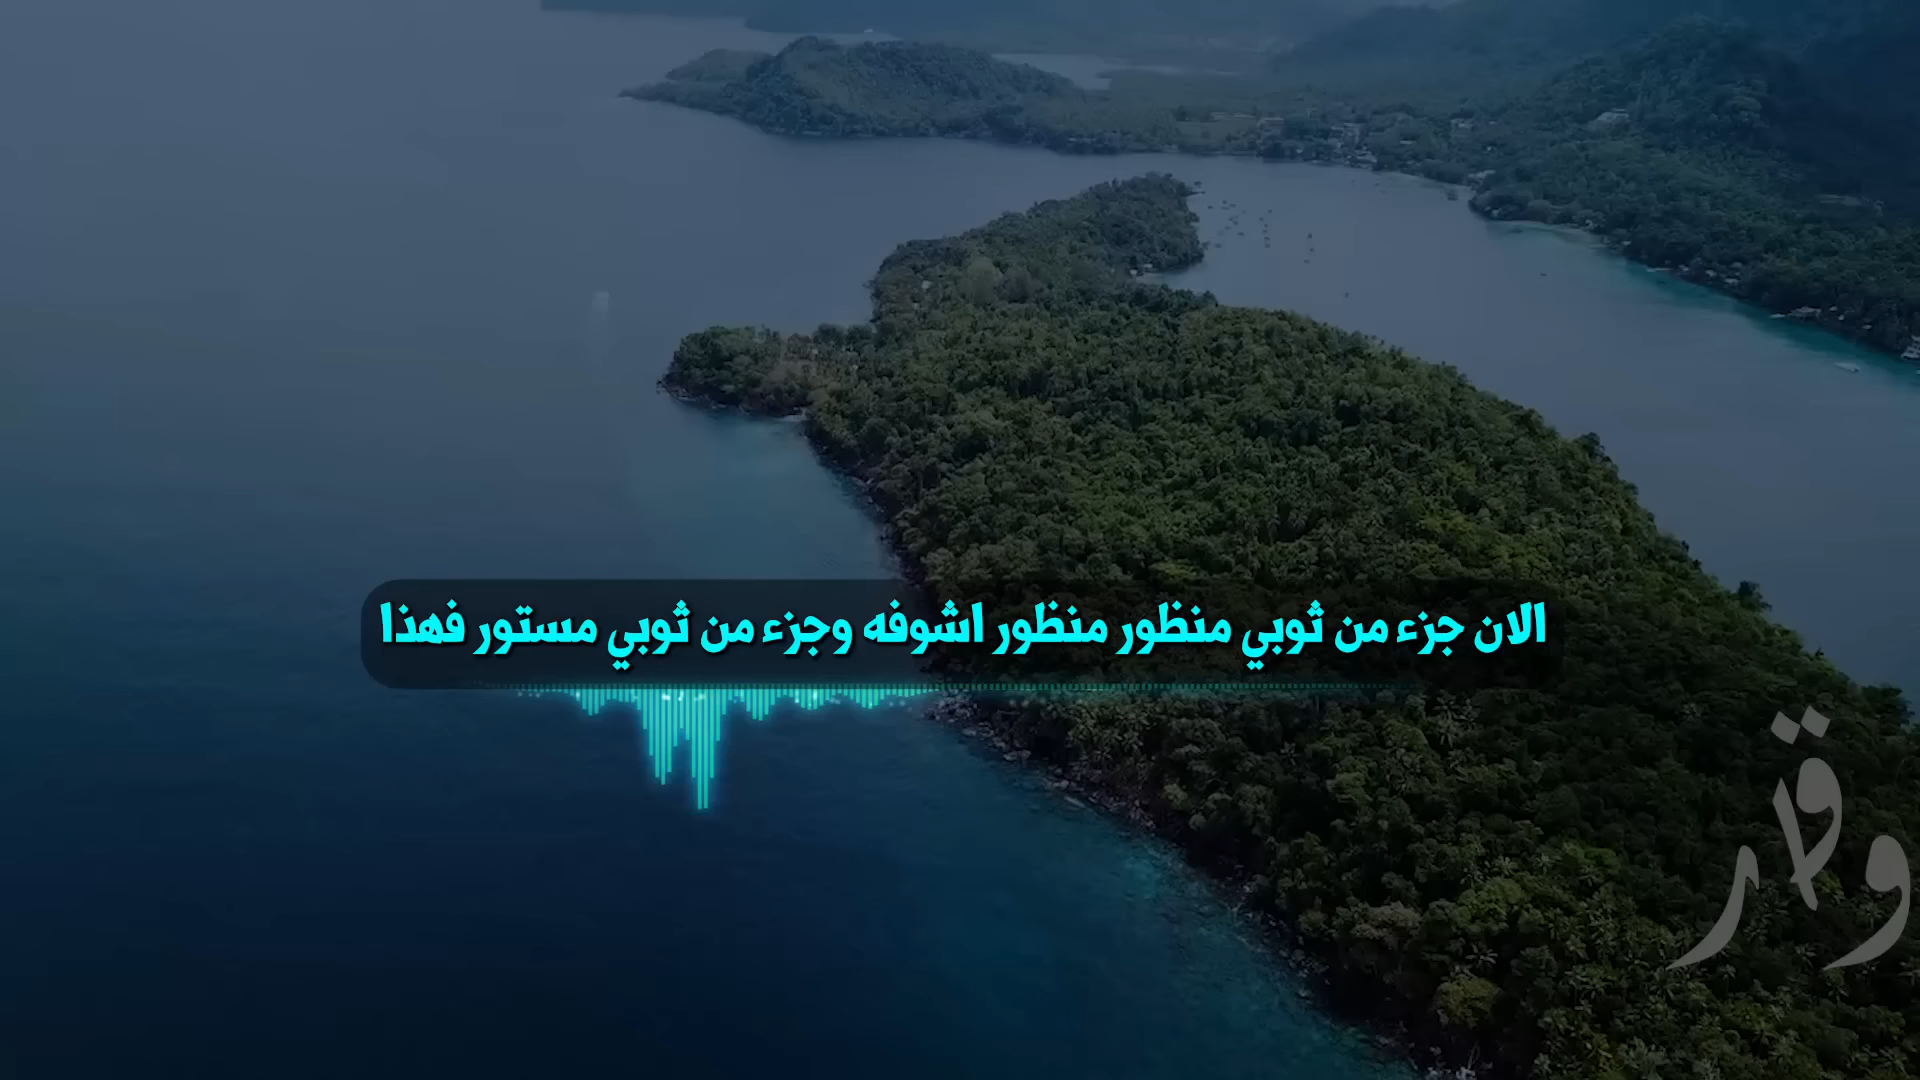 الان جزء من ثوبي منظور منظور اشوفه وجزء من ثوبي مستور فهذا
وقار